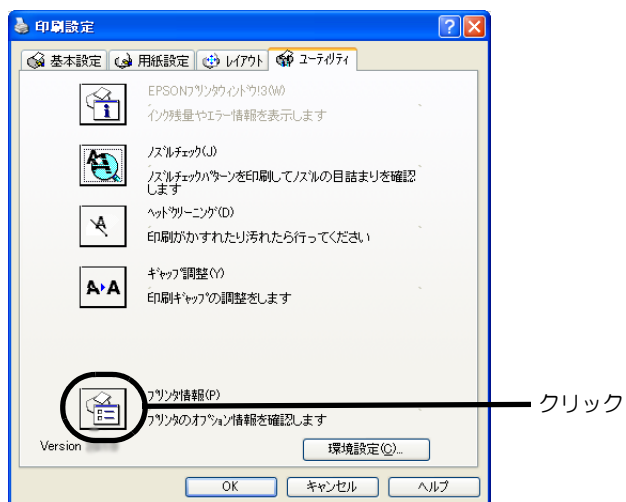 印刷設定
基本設定 用紙設定 レイアウト ユーティリティ
EPSONプリンタウィンドウ!3(W)
インク残量やエラー情報を表示します
ノズルチェック(J)
ノズルチェックパターンを印刷してノズルの目詰まりを確認
します
ヘッドクリーニング(D)
印刷がかすれたり汚れたら行ってください
ギャップ調整(Y)
印刷ギャップの調整をします
プリンタ情報(P)
クリック
プリンタのオプション情報を確認します
Version
環境設定(C)...
OK キャンセル ヘルプ